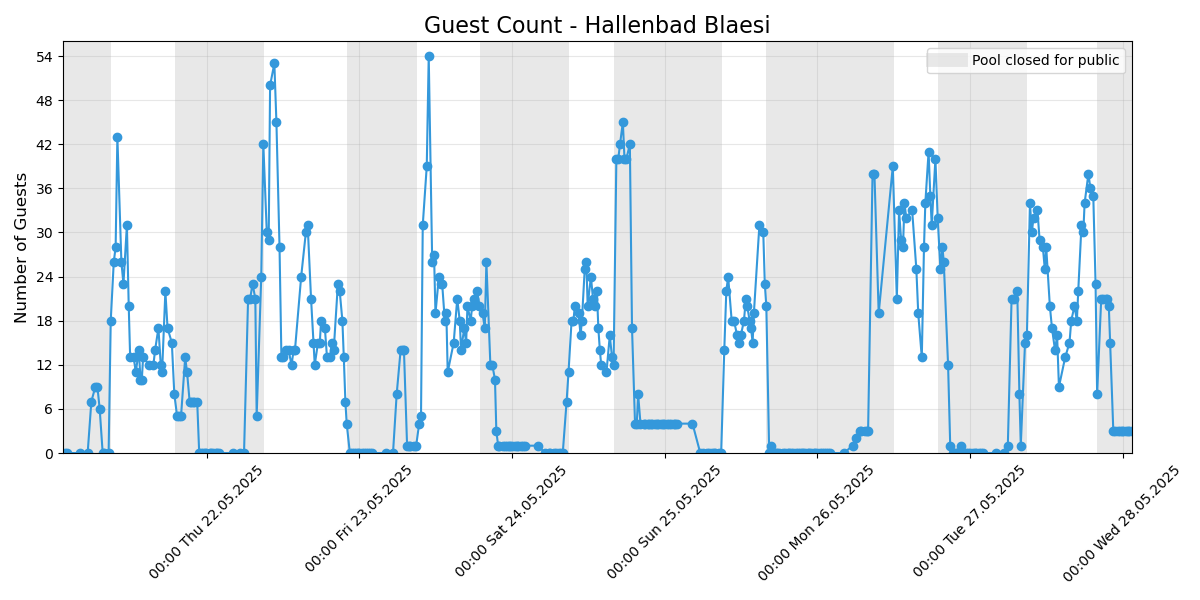 Guest Count - Hallenbad Blaesi
Pool closed for public
Number of Guests
54
48
42
36
30
24
18
12
6
0
00:00 Thu 22.05.2025
00:00 Fri 23.05.2025
00:00 Sat 24.05.2025
00:00 Sun 25.05.2025
00:00 Mon 26.05.2025
00:00 Tue 27.05.2025
00:00 Wed 28.05.2025